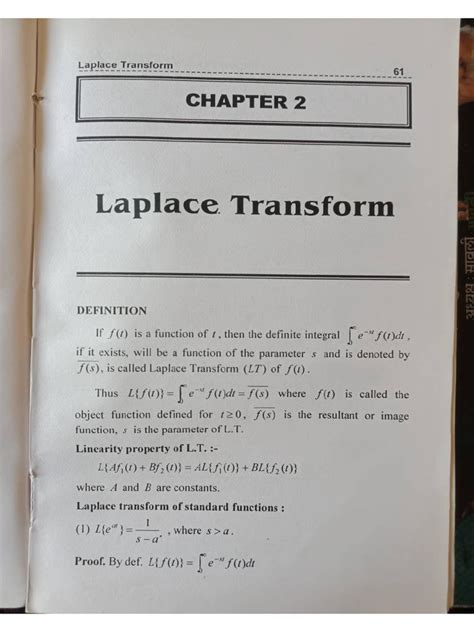 Laplace Transform 61
CHAPTER 2
Laplace Transform
DEFINITION
If f(t) is a function of t, then the definite integral ∫₀^∞ e^{-st} f(t)dt,
if it exists, will be a function of the parameter s and is denoted by
\overline{f(s)}, is called Laplace Transform (LT) of f(t).
Thus L{f(t)} = ∫₀^∞ e^{-st} f(t)dt = \overline{f(s)} where f(t) is called the
object function defined for t ≥ 0, \overline{f(s)} is the resultant or image
function, s is the parameter of L.T.
Linearity property of L.T. :-
L{Af₁(t) + Bf₂(t)} = AL{f₁(t)} + BL{f₂(t)}
where A and B are constants.
Laplace transform of standard functions :
(1) L{e^{at}} = \frac{1}{s-a}, where s > a.
Proof. By def. L{f(t)} = ∫₀^∞ e^{-st} f(t)dt